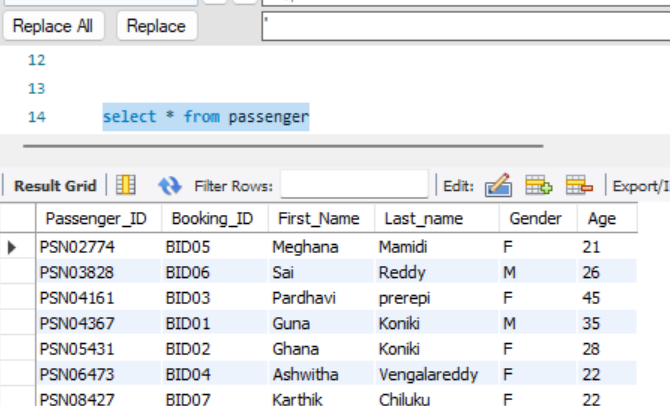 Replace All Replace '
12
13
14 select * from passenger
Result Grid Filter Rows: Edit: Export/I
Passenger_ID Booking_ID First_Name Last_name Gender Age
PSN02774 BID05 Meghana Mamidi F 21
PSN03828 BID06 Sai Reddy M 26
PSN04161 BID03 Pardhavi prerepi F 45
PSN04367 BID01 Guna Koniki M 35
PSN05431 BID02 Ghana Koniki F 28
PSN06473 BID04 Ashwitha Vengalareddy F 22
PSN08427 BID07 Karthik Chiluku F 22